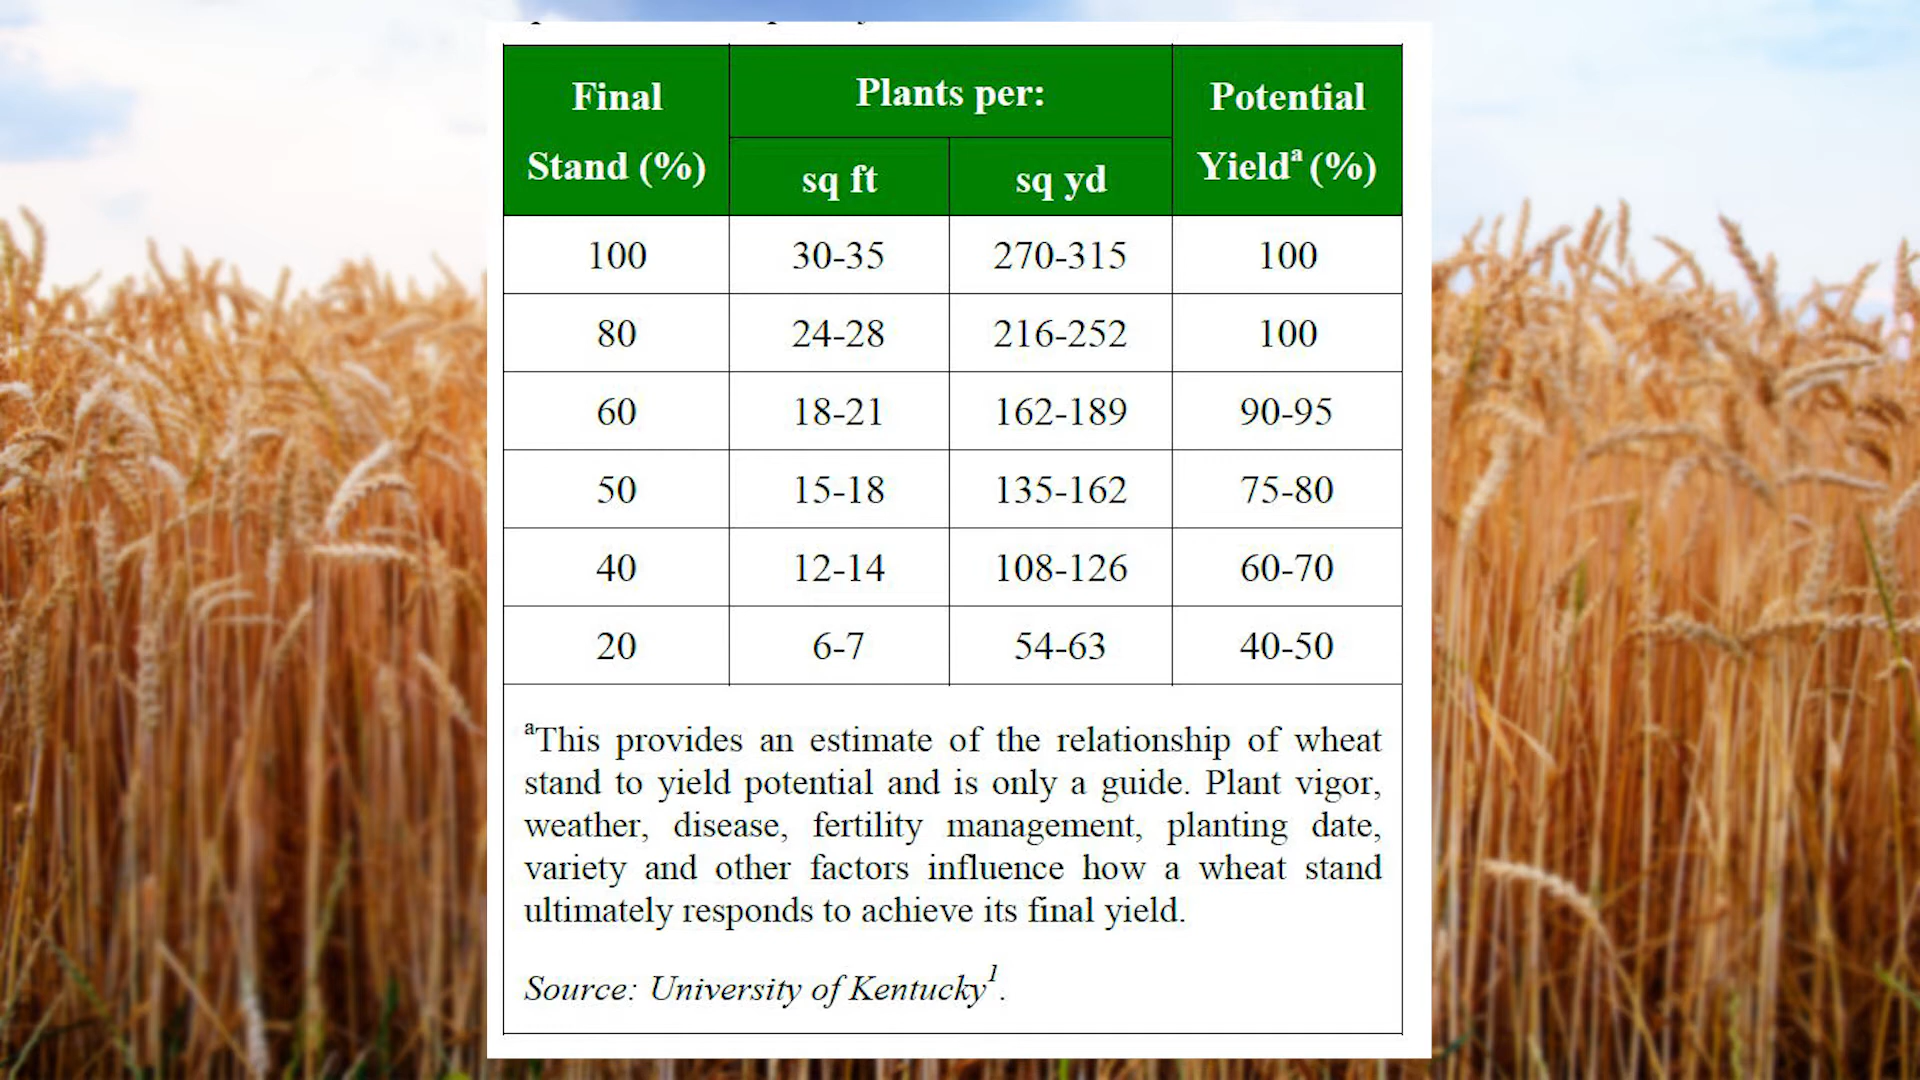 Final Stand (%) Plants per: Potential Yieldᵃ (%)
sq ft sq yd
100 30-35 270-315 100
80 24-28 216-252 100
60 18-21 162-189 90-95
50 15-18 135-162 75-80
40 12-14 108-126 60-70
20 6-7 54-63 40-50
ᵃThis provides an estimate of the relationship of wheat
stand to yield potential and is only a guide. Plant vigor,
weather, disease, fertility management, planting date,
variety and other factors influence how a wheat stand
ultimately responds to achieve its final yield.
Source: University of Kentucky¹.